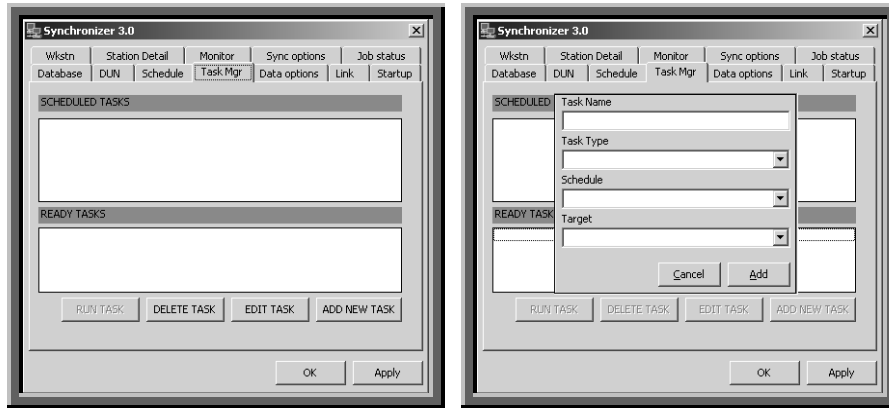 Synchronizer 3.0
Wkstn Station Detail Monitor Sync options Job status
Database DUN Schedule Task Mgr Data options Link Startup
SCHEDULED TASKS
READY TASKS
RUN TASK DELETE TASK EDIT TASK ADD NEW TASK
OK Apply
Synchronizer 3.0
Wkstn Station Detail Monitor Sync options Job status
Database DUN Schedule Task Mgr Data options Link Startup
SCHEDULED
Task Name
Task Type
Schedule
READY TASK
Target
Cancel Add
RUN TASK DELETE TASK EDIT TASK ADD NEW TASK
OK Apply